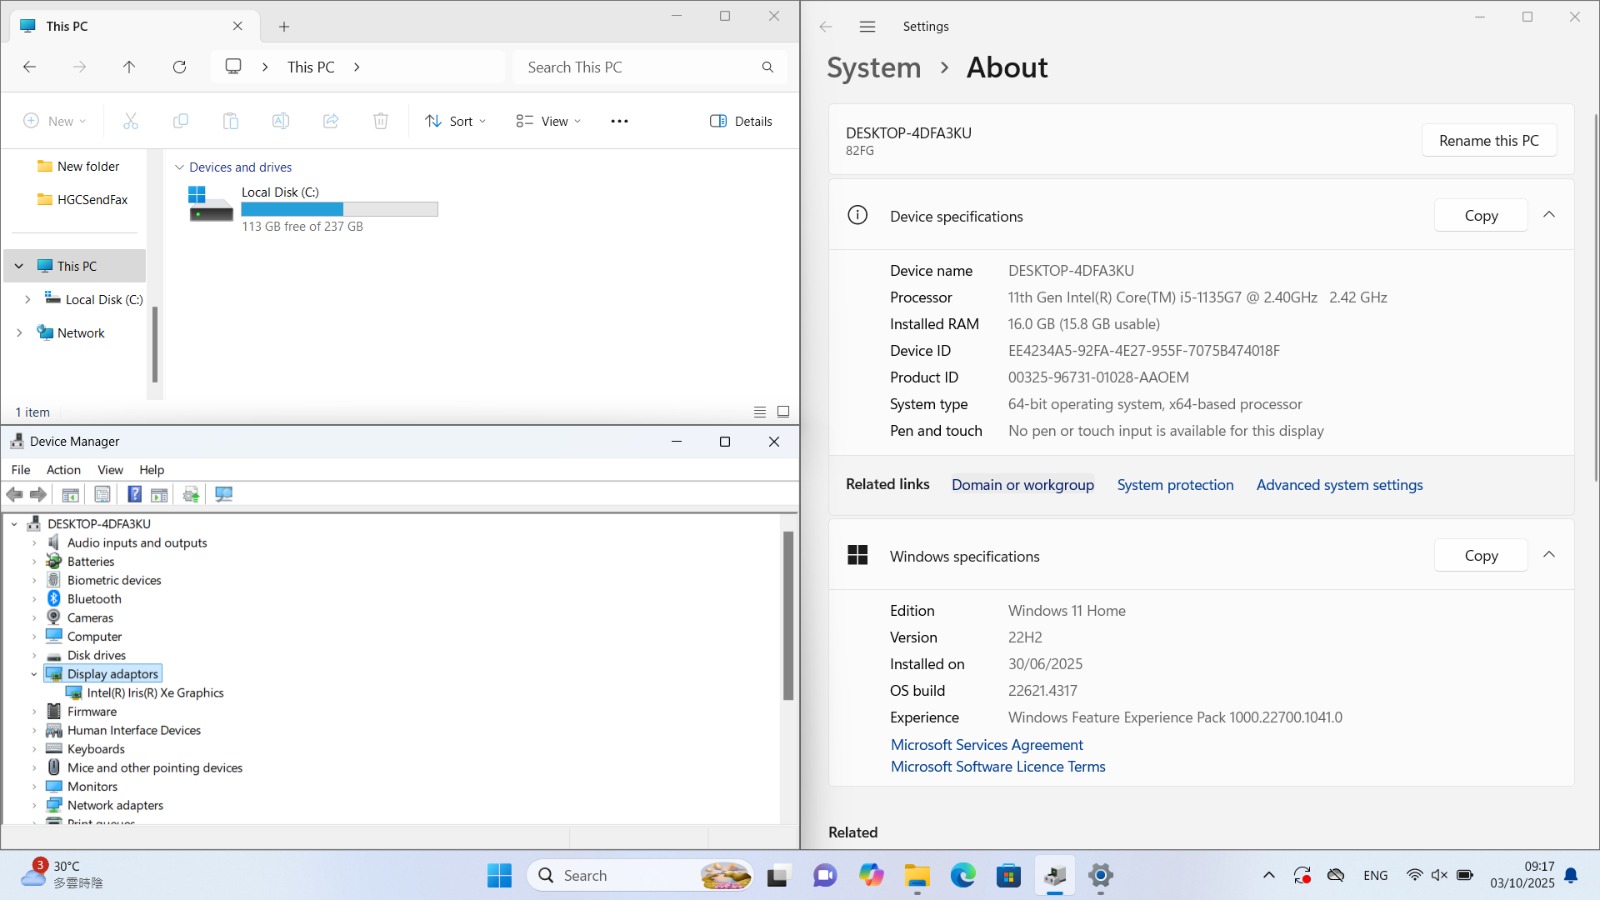 This PC
This PC
Search This PC
New
Sort
View
Details
New folder
HGCSendFax
This PC
Local Disk (C:)
Network
Devices and drives
Local Disk (C:)
113 GB free of 237 GB
1 item
Device Manager
File Action View Help
DESKTOP-4DFA3KU
Audio inputs and outputs
Batteries
Biometric devices
Bluetooth
Cameras
Computer
Disk drives
Display adaptors
Intel(R) Iris(R) Xe Graphics
Firmware
Human Interface Devices
Keyboards
Mice and other pointing devices
Monitors
Network adapters
Print queues
Settings
System > About
DESKTOP-4DFA3KU
82FG
Rename this PC
Device specifications
Copy
Device name DESKTOP-4DFA3KU
Processor 11th Gen Intel(R) Core(TM) i5-1135G7 @ 2.40GHz 2.42 GHz
Installed RAM 16.0 GB (15.8 GB usable)
Device ID EE4234A5-92FA-4E27-955F-7075B474018F
Product ID 00325-96731-01028-AAOEM
System type 64-bit operating system, x64-based processor
Pen and touch No pen or touch input is available for this display
Related links Domain or workgroup System protection Advanced system settings
Windows specifications
Copy
Edition Windows 11 Home
Version 22H2
Installed on 30/06/2025
OS build 22621.4317
Experience Windows Feature Experience Pack 1000.22700.1041.0
Microsoft Services Agreement
Microsoft Software Licence Terms
Related
3
30°C
多雲時陰
Search
ENG
09:17
03/10/2025